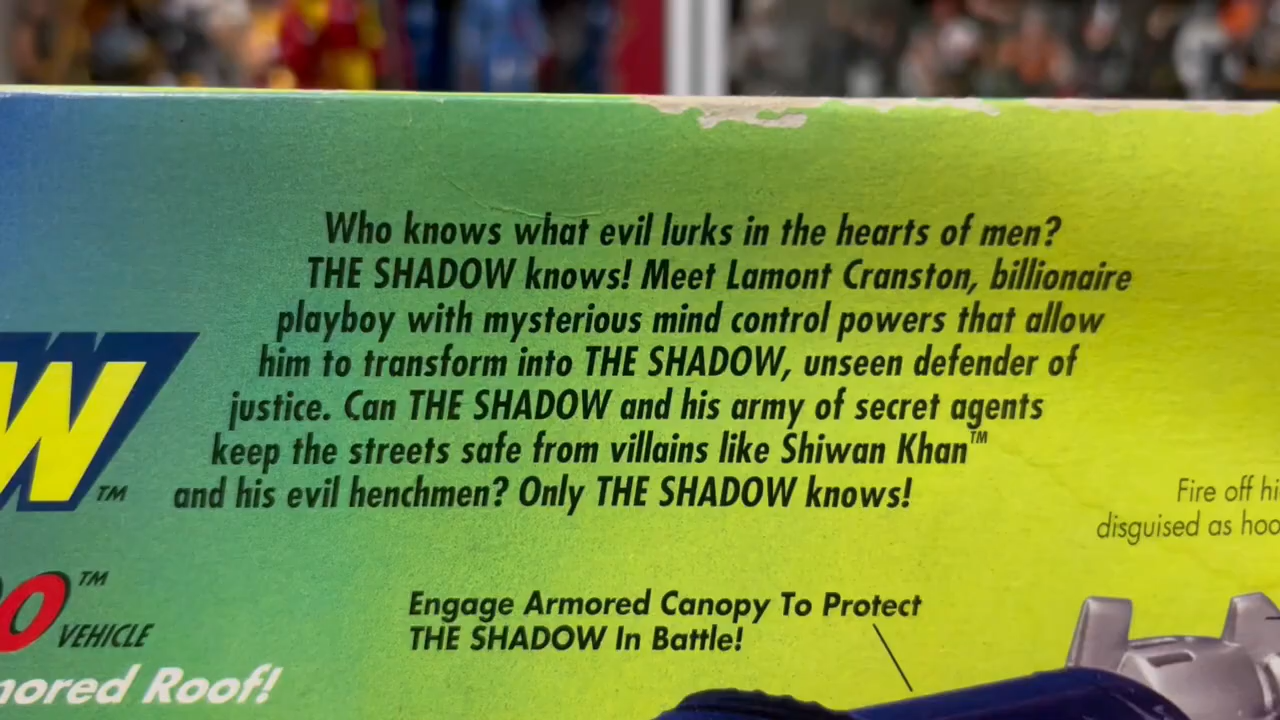 Who knows what evil lurks in the hearts of men?
THE SHADOW knows! Meet Lamont Cranston, billionaire
playboy with mysterious mind control powers that allow
him to transform into THE SHADOW, unseen defender of
justice. Can THE SHADOW and his army of secret agents
keep the streets safe from villains like Shiwan Khan™
and his evil henchmen? Only THE SHADOW knows!
W™
Fire off
disguised as
™
VEHICLE
Roof!
Engage Armored Canopy To Protect
THE SHADOW In Battle!